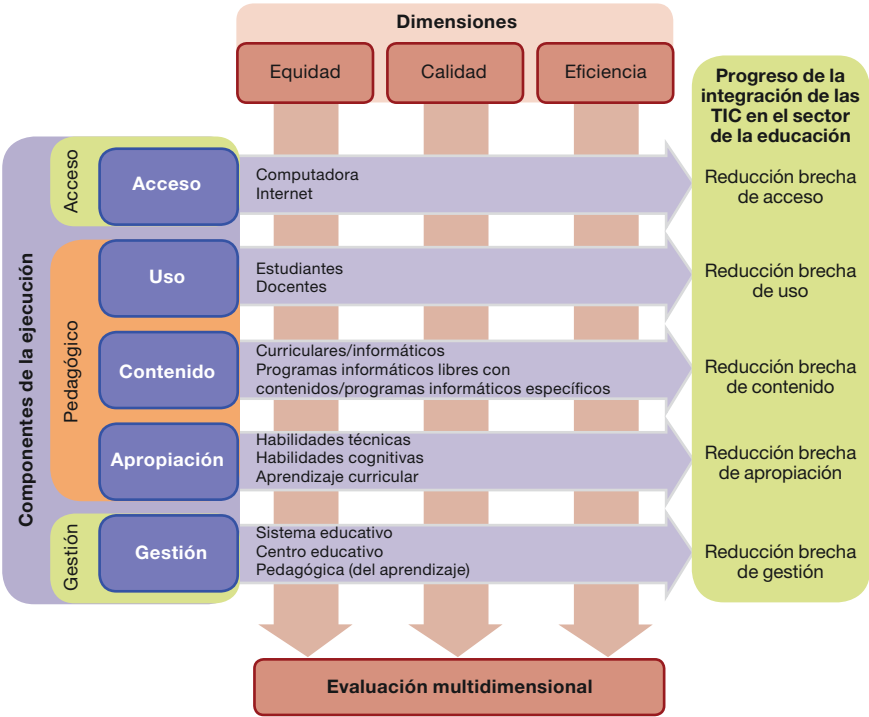 Dimensiones
Equidad
Calidad
Eficiencia
Progreso de la
integración de las
TIC en el sector
de la educación
Componentes de la ejecución
Acceso
Acceso
Computadora
Internet
Reducción brecha
de acceso
Pedagógico
Uso
Estudiantes
Docentes
Reducción brecha
de uso
Contenido
Curriculares/informáticos
Programas informáticos libres con
contenidos/programas informáticos específicos
Reducción brecha
de contenido
Apropiación
Habilidades técnicas
Habilidades cognitivas
Aprendizaje curricular
Reducción brecha
de apropiación
Gestión
Gestión
Sistema educativo
Centro educativo
Pedagógica (del aprendizaje)
Reducción brecha
de gestión
Evaluación multidimensional